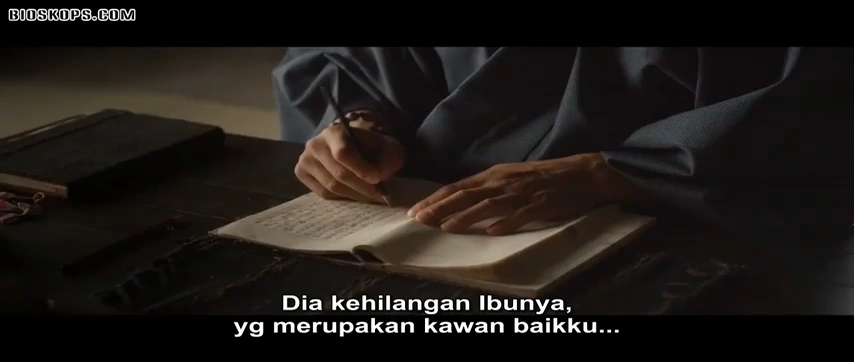 BIOSKOPS.COM
Dia kehilangan Ibunya,
yg merupakan kawan baikku...